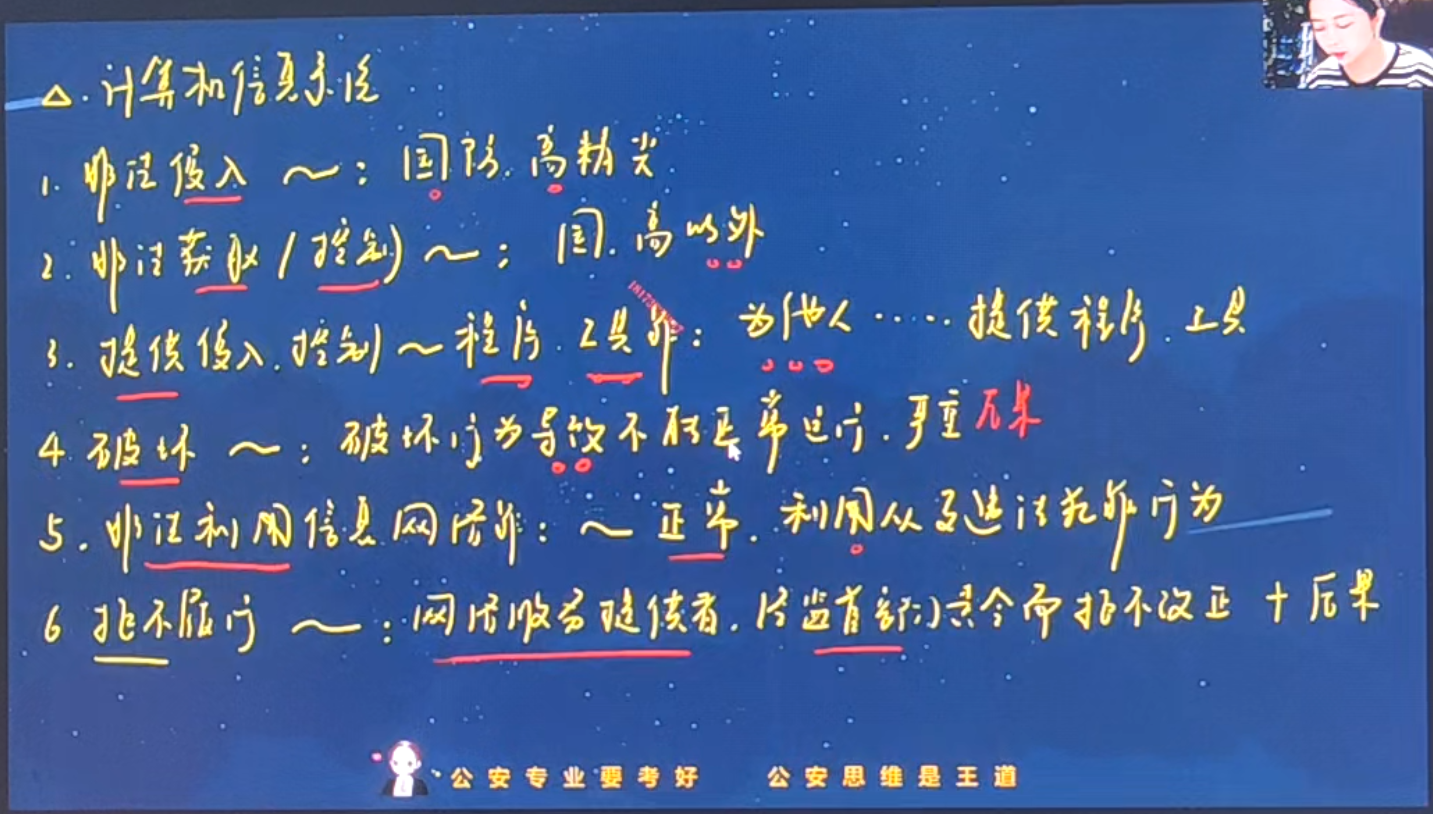 △. 计算机信息系统
1. 非法侵入 ~: 国防. 高精尖
2. 非法获取/控制) ~: 国. 高以外
3. 提供侵入. 控制~程序. 工具罪: 为他人 ····· 提供程序. 工具
4. 破坏 ~: 破坏行为导致不能正常运行. 严重后果
5. 非法利用信息网络罪: ~正常. 利用从事违法犯罪行为
6 拒不履行 ~: 网络服务提供者. 经监管部门责令而拒不改正 + 后果
公安专业要考好 公安思维是王道